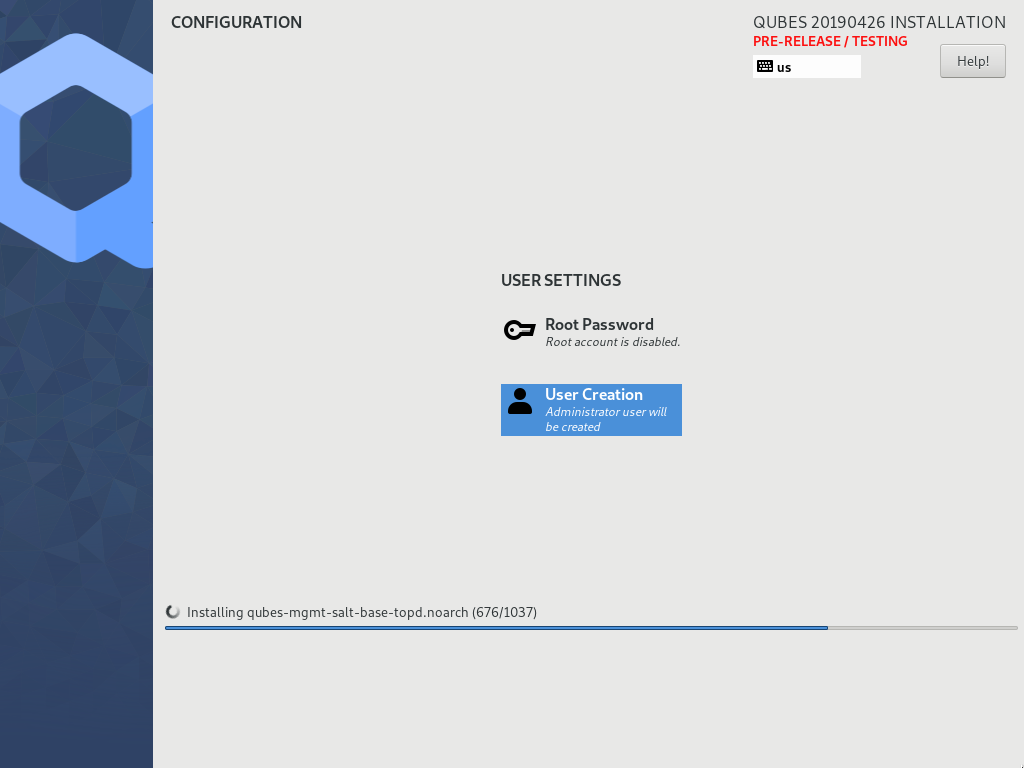 CONFIGURATION
QUBES 20190426 INSTALLATION
PRE-RELEASE / TESTING
us
Help!
USER SETTINGS
Root Password
Root account is disabled.
User Creation
Administrator user will
be created
Installing qubes-mgmt-salt-base-topd.noarch (676/1037)